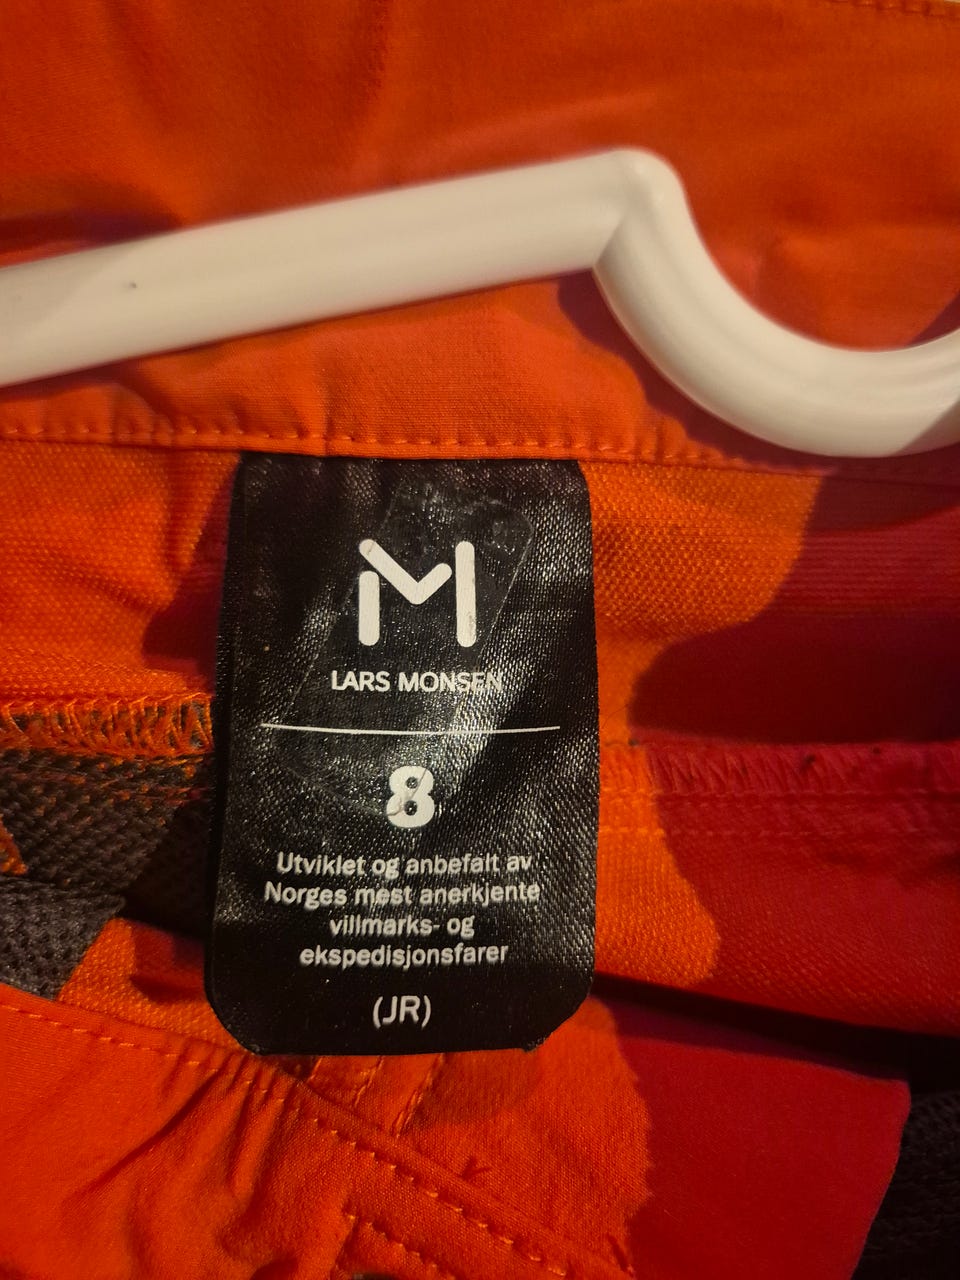 M
LARS MONSEN
8
Utviklet og anbefalt av
Norges mest anerkjente
villmarks- og
ekspedisjonsfarer
(JR)